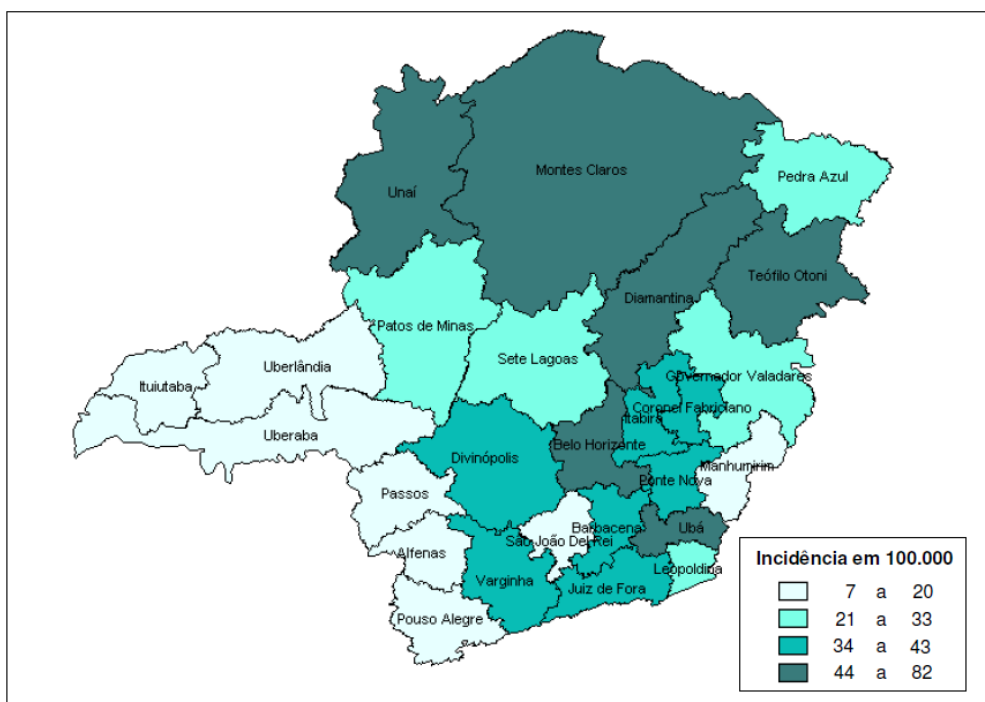 Montes Claros
Pedra Azul
Unaí
Teófilo Otoni
Diamantina
Patos de Minas
Sete Lagoas
Uberlândia
Governador Valadares
Ituiutaba
Coronel Fabriciano
Itabira
Uberaba
Belo Horizonte
Divinópolis
Manhumirim
Ponte Nova
Passos
Barbacena
Ubá
São João Del Rei
Alfenas
Leopoldina
Varginha
Juiz de Fora
Pouso Alegre
Incidência em 100.000
7 a 20
21 a 33
34 a 43
44 a 82